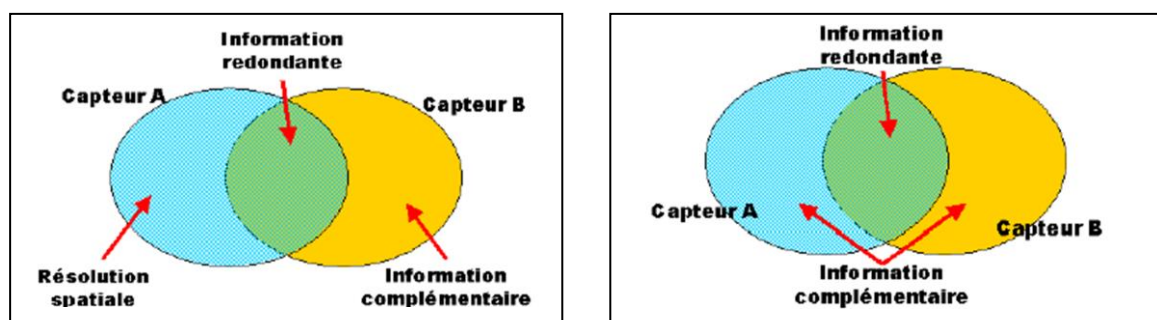 Information
redondante
Capteur A
Capteur B
Résolution
spatiale
Information
complémentaire
Information
redondante
Capteur A
Capteur B
Information
complémentaire